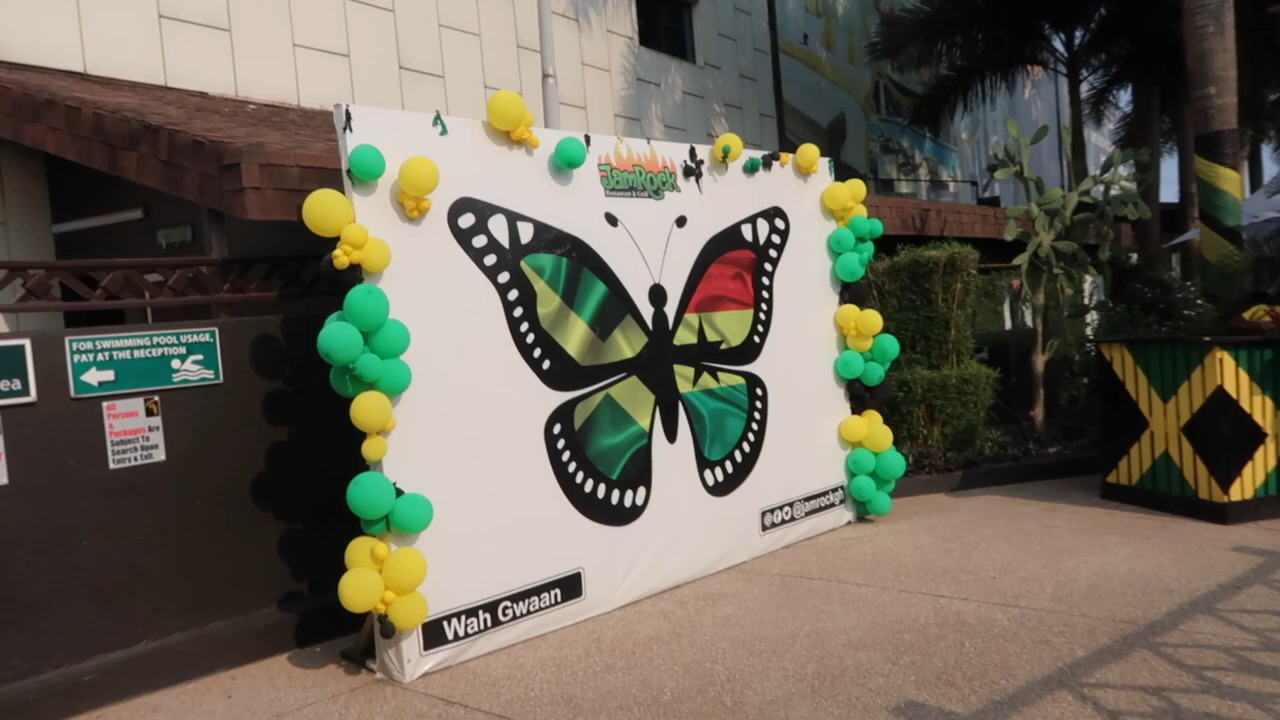 JamRock
Restaurant & Grill
FOR SWIMMING POOL USAGE,
PAY AT THE RECEPTION
ea
All
Persons
&
Packages Are
Subject To
Search Upon
Entry & Exit.
@jamrockgh
Wah Gwaan